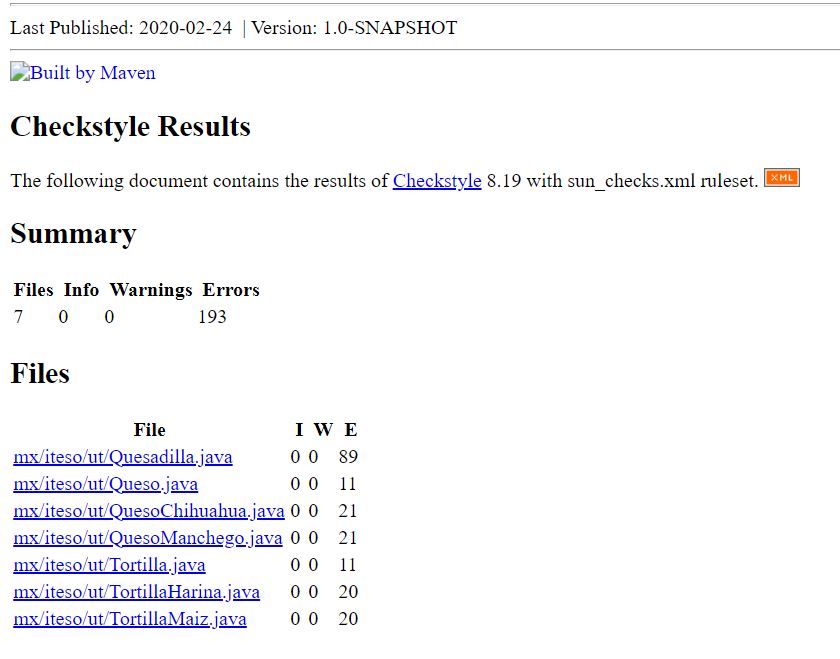 Last Published: 2020-02-24 | Version: 1.0-SNAPSHOT
Built by Maven
Checkstyle Results
The following document contains the results of Checkstyle 8.19 with sun_checks.xml ruleset. XML
Summary
Files Info Warnings Errors
7 0 0 193
Files
File I W E
mx/iteso/ut/Quesadilla.java 0 0 89
mx/iteso/ut/Queso.java 0 0 11
mx/iteso/ut/QuesoChihuahua.java 0 0 21
mx/iteso/ut/QuesoManchego.java 0 0 21
mx/iteso/ut/Tortilla.java 0 0 11
mx/iteso/ut/TortillaHarina.java 0 0 20
mx/iteso/ut/TortillaMaiz.java 0 0 20